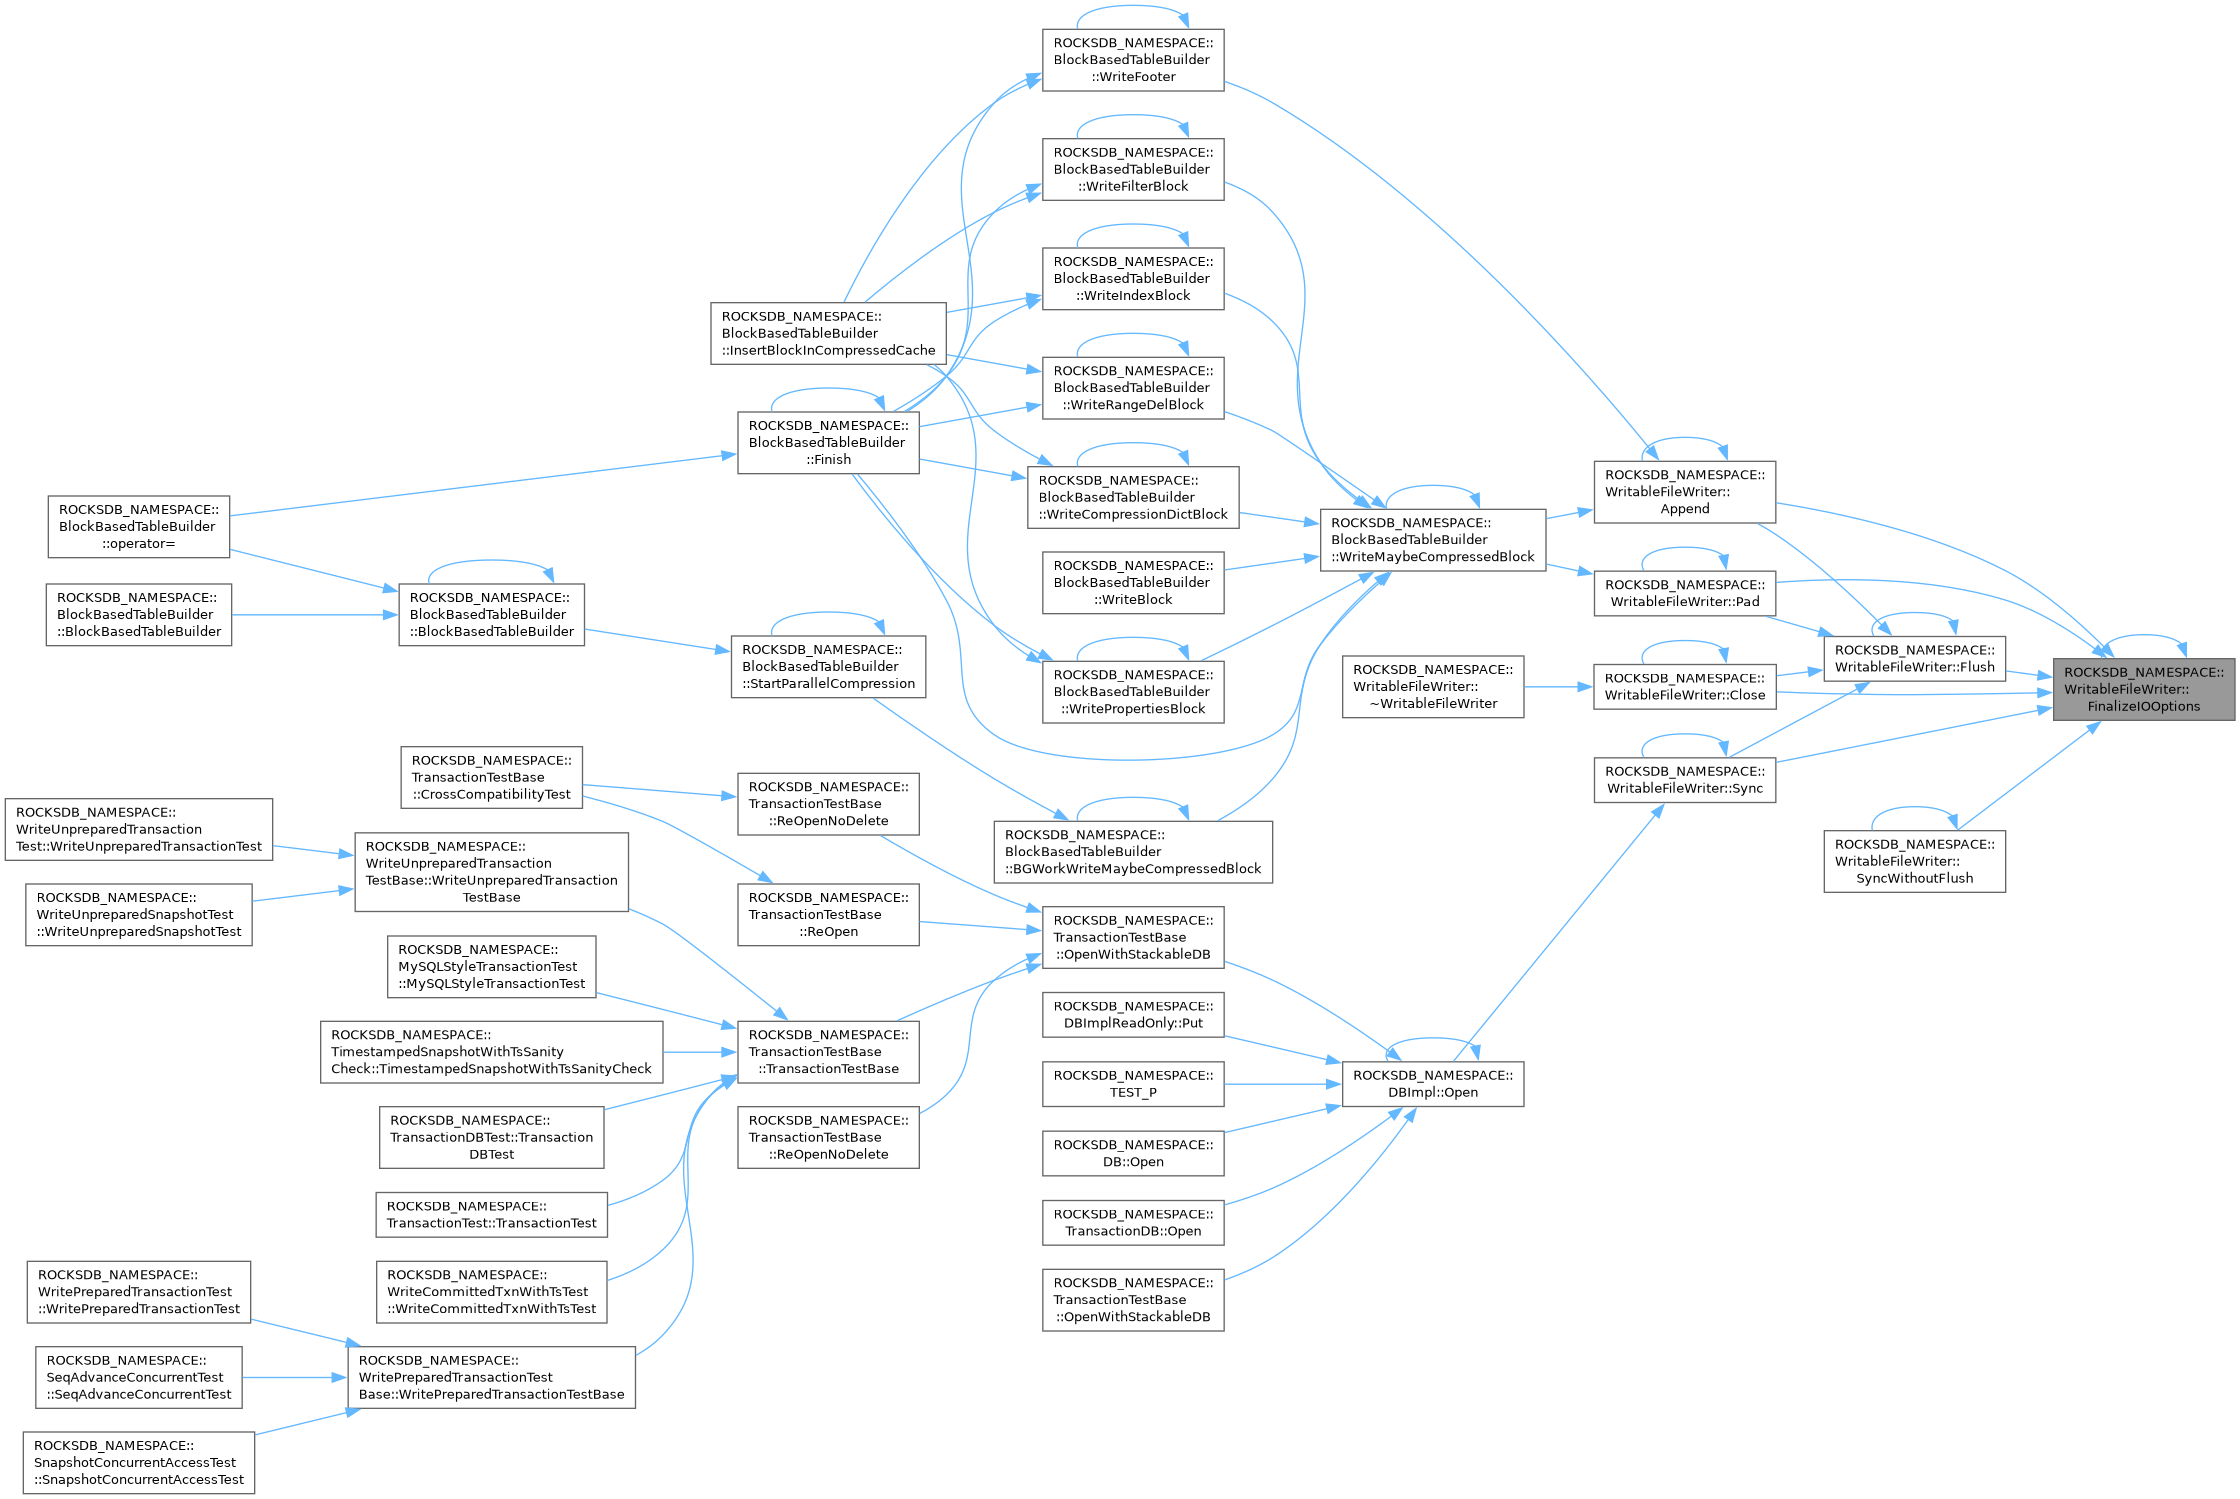 ROCKSDB_NAMESPACE::
BlockBasedTableBuilder
::WriteFooter
ROCKSDB_NAMESPACE::
BlockBasedTableBuilder
::WriteFilterBlock
ROCKSDB_NAMESPACE::
BlockBasedTableBuilder
::WriteIndexBlock
ROCKSDB_NAMESPACE::
BlockBasedTableBuilder
::InsertBlockInCompressedCache
ROCKSDB_NAMESPACE::
BlockBasedTableBuilder
::WriteRangeDelBlock
ROCKSDB_NAMESPACE::
BlockBasedTableBuilder
::Finish
ROCKSDB_NAMESPACE::
BlockBasedTableBuilder
::WriteCompressionDictBlock
ROCKSDB_NAMESPACE::
WritableFileWriter::
Append
ROCKSDB_NAMESPACE::
BlockBasedTableBuilder
::operator=
ROCKSDB_NAMESPACE::
BlockBasedTableBuilder
::WriteMaybeCompressedBlock
ROCKSDB_NAMESPACE::
BlockBasedTableBuilder
::WriteBlock
ROCKSDB_NAMESPACE::
WritableFileWriter::Pad
ROCKSDB_NAMESPACE::
BlockBasedTableBuilder
::BlockBasedTableBuilder
ROCKSDB_NAMESPACE::
BlockBasedTableBuilder
::BlockBasedTableBuilder
ROCKSDB_NAMESPACE::
BlockBasedTableBuilder
::StartParallelCompression
ROCKSDB_NAMESPACE::
WritableFileWriter::Flush
ROCKSDB_NAMESPACE::
BlockBasedTableBuilder
::WritePropertiesBlock
ROCKSDB_NAMESPACE::
WritableFileWriter::
~WritableFileWriter
ROCKSDB_NAMESPACE::
WritableFileWriter::Close
ROCKSDB_NAMESPACE::
WritableFileWriter::
FinalizeIOOptions
ROCKSDB_NAMESPACE::
TransactionTestBase
::CrossCompatibilityTest
ROCKSDB_NAMESPACE::
TransactionTestBase
::ReOpenNoDelete
ROCKSDB_NAMESPACE::
WritableFileWriter::Sync
ROCKSDB_NAMESPACE::
WriteUnpreparedTransaction
Test::WriteUnpreparedTransactionTest
ROCKSDB_NAMESPACE::
WriteUnpreparedTransaction
TestBase::WriteUnpreparedTransaction
TestBase
ROCKSDB_NAMESPACE::
BlockBasedTableBuilder
::BGWorkWriteMaybeCompressedBlock
ROCKSDB_NAMESPACE::
WritableFileWriter::
SyncWithoutFlush
ROCKSDB_NAMESPACE::
WriteUnpreparedSnapshotTest
::WriteUnpreparedSnapshotTest
ROCKSDB_NAMESPACE::
TransactionTestBase
::ReOpen
ROCKSDB_NAMESPACE::
TransactionTestBase
::OpenWithStackableDB
ROCKSDB_NAMESPACE::
MySQLStyleTransactionTest
::MySQLStyleTransactionTest
ROCKSDB_NAMESPACE::
DBImplReadOnly::Put
ROCKSDB_NAMESPACE::
TimestampedSnapshotWithTsSanity
Check::TimestampedSnapshotWithTsSanityCheck
ROCKSDB_NAMESPACE::
TransactionTestBase
::TransactionTestBase
ROCKSDB_NAMESPACE::
TEST_P
ROCKSDB_NAMESPACE::
DBImpl::Open
ROCKSDB_NAMESPACE::
TransactionDBTest::Transaction
DBTest
ROCKSDB_NAMESPACE::
TransactionTestBase
::ReOpenNoDelete
ROCKSDB_NAMESPACE::
DB::Open
ROCKSDB_NAMESPACE::
TransactionTest::TransactionTest
ROCKSDB_NAMESPACE::
TransactionDB::Open
ROCKSDB_NAMESPACE::
WriteCommittedTxnWithTsTest
::WriteCommittedTxnWithTsTest
ROCKSDB_NAMESPACE::
TransactionTestBase
::OpenWithStackableDB
ROCKSDB_NAMESPACE::
WritePreparedTransactionTest
::WritePreparedTransactionTest
ROCKSDB_NAMESPACE::
SeqAdvanceConcurrentTest
::SeqAdvanceConcurrentTest
ROCKSDB_NAMESPACE::
WritePreparedTransactionTest
Base::WritePreparedTransactionTestBase
ROCKSDB_NAMESPACE::
SnapshotConcurrentAccessTest
::SnapshotConcurrentAccessTest